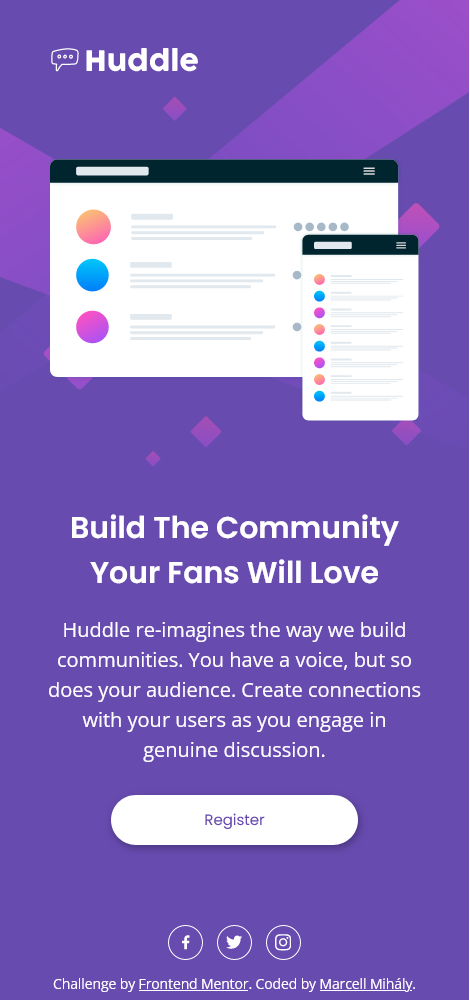 Huddle
Build The Community
Your Fans Will Love
Huddle re-imagines the way we build
communities. You have a voice, but so
does your audience. Create connections
with your users as you engage in
genuine discussion.
Register
Challenge by Frontend Mentor. Coded by Marcell Mihály.